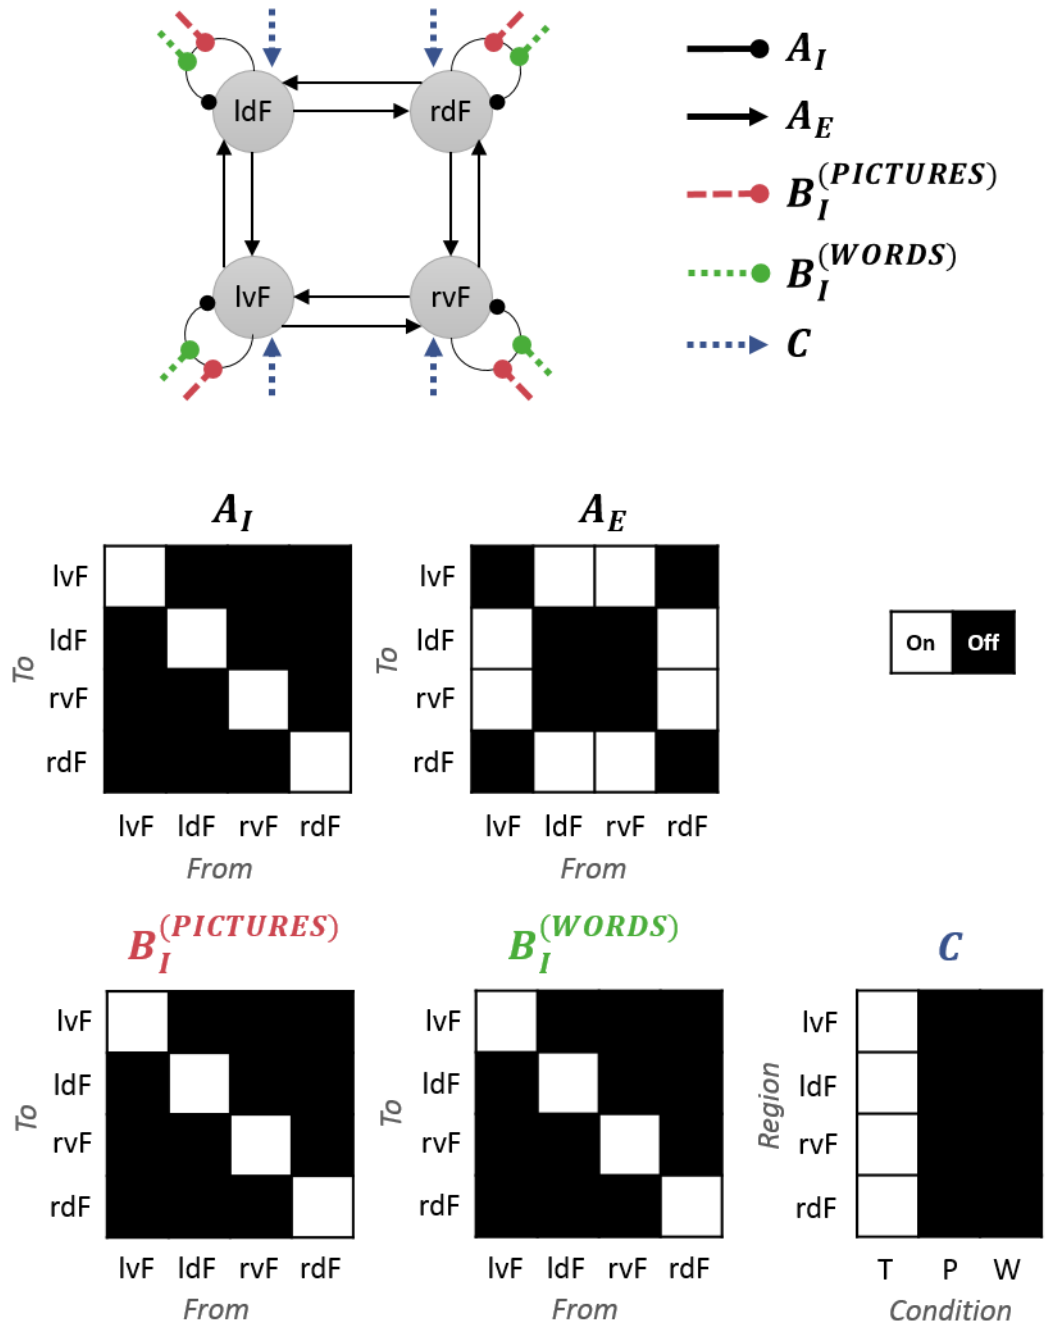 ldF rdF
lvF rvF
A_I
A_E
B_I^(PICTURES)
B_I^(WORDS)
C
A_I
To
lvF
ldF
rvF
rdF
lvF ldF rvF rdF
From
A_E
To
lvF
ldF
rvF
rdF
lvF ldF rvF rdF
From
On Off
B_I^(PICTURES)
To
lvF
ldF
rvF
rdF
lvF ldF rvF rdF
From
B_I^(WORDS)
To
lvF
ldF
rvF
rdF
lvF ldF rvF rdF
From
C
Region
lvF
ldF
rvF
rdF
T P W
Condition